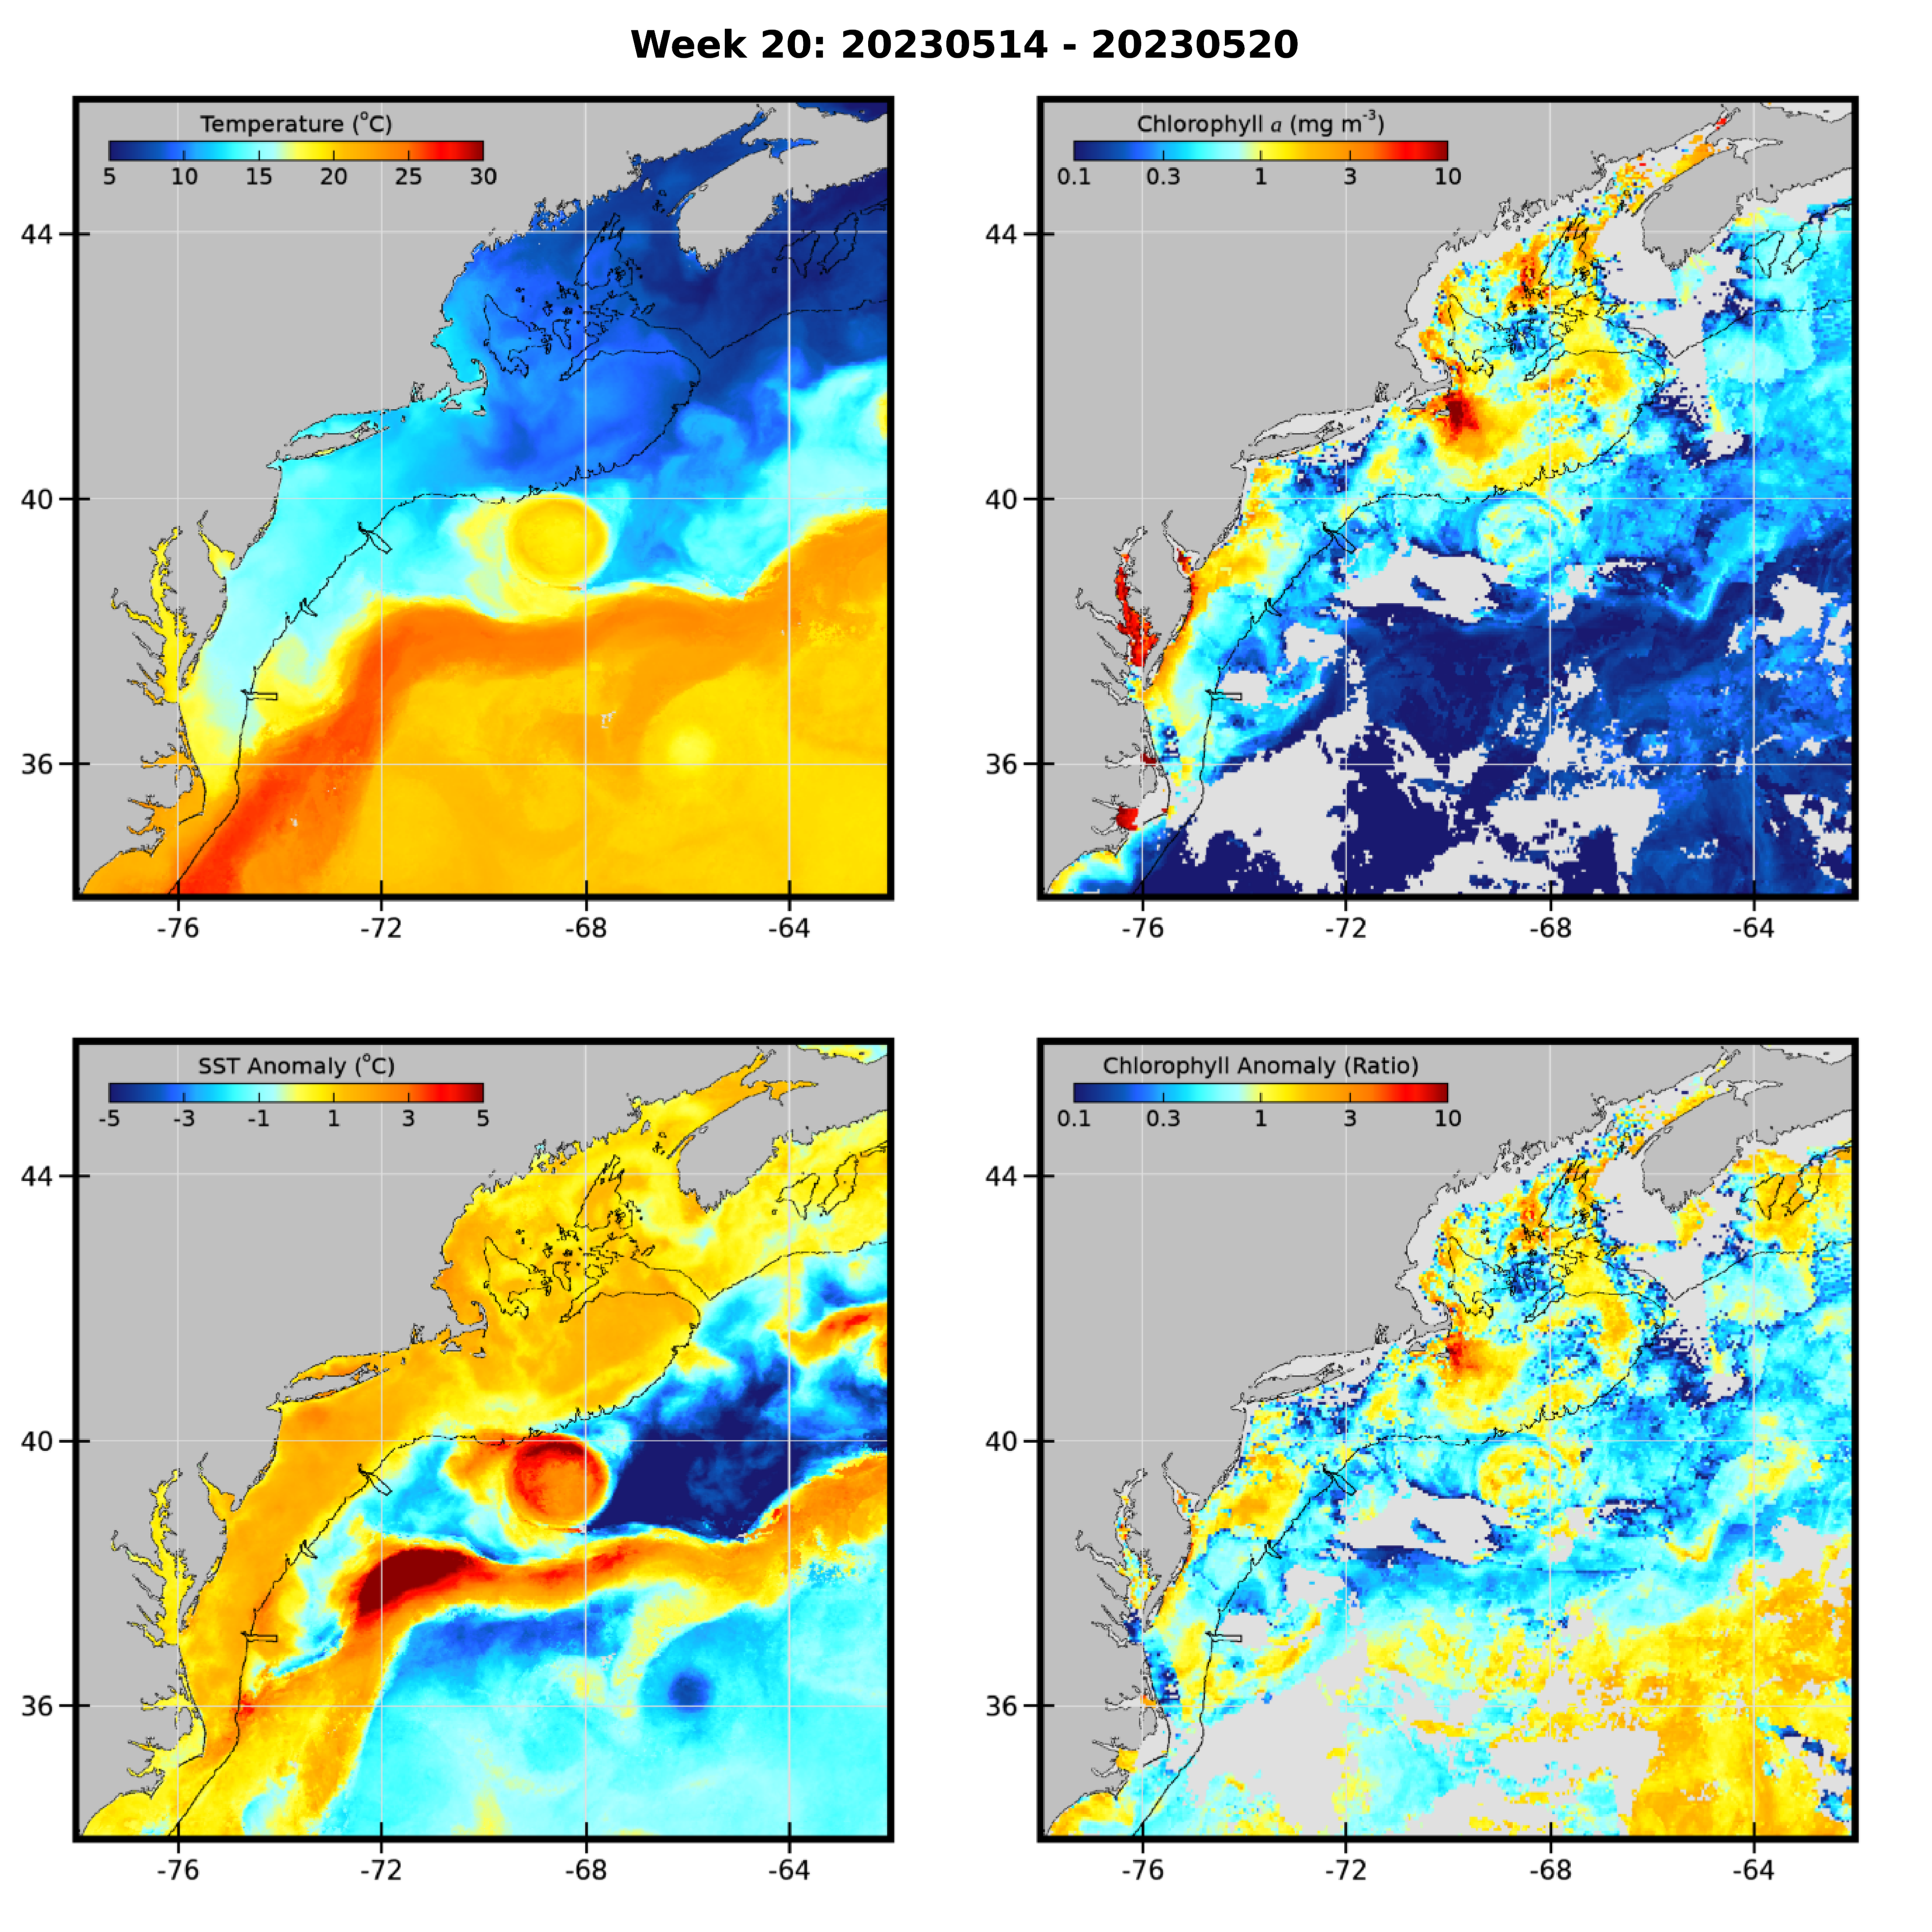 Week 20: 20230514 - 20230520
Temperature (°C)
5 10 15 20 25 30
44
40
36
-76 -72 -68 -64
Chlorophyll a (mg m-3)
0.1 0.3 1 3 10
44
40
36
-76 -72 -68 -64
SST Anomaly (°C)
-5 -3 -1 1 3 5
44
40
36
-76 -72 -68 -64
Chlorophyll Anomaly (Ratio)
0.1 0.3 1 3 10
44
40
36
-76 -72 -68 -64